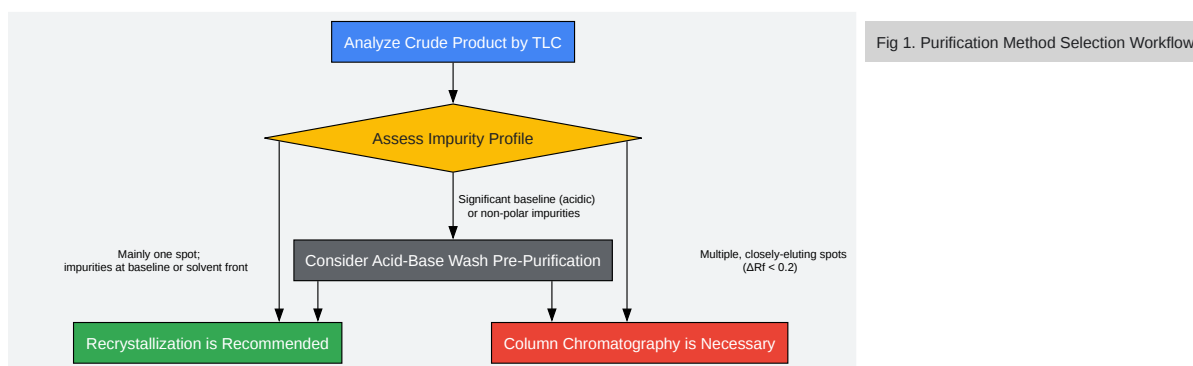 Analyze Crude Product by TLC
Fig 1. Purification Method Selection Workflow
Assess Impurity Profile
Significant baseline (acidic)
or non-polar impurities
Mainly one spot;
impurities at baseline or solvent front
Consider Acid-Base Wash Pre-Purification
Multiple, closely-eluting spots
(ΔRf < 0.2)
Recrystallization is Recommended
Column Chromatography is Necessary